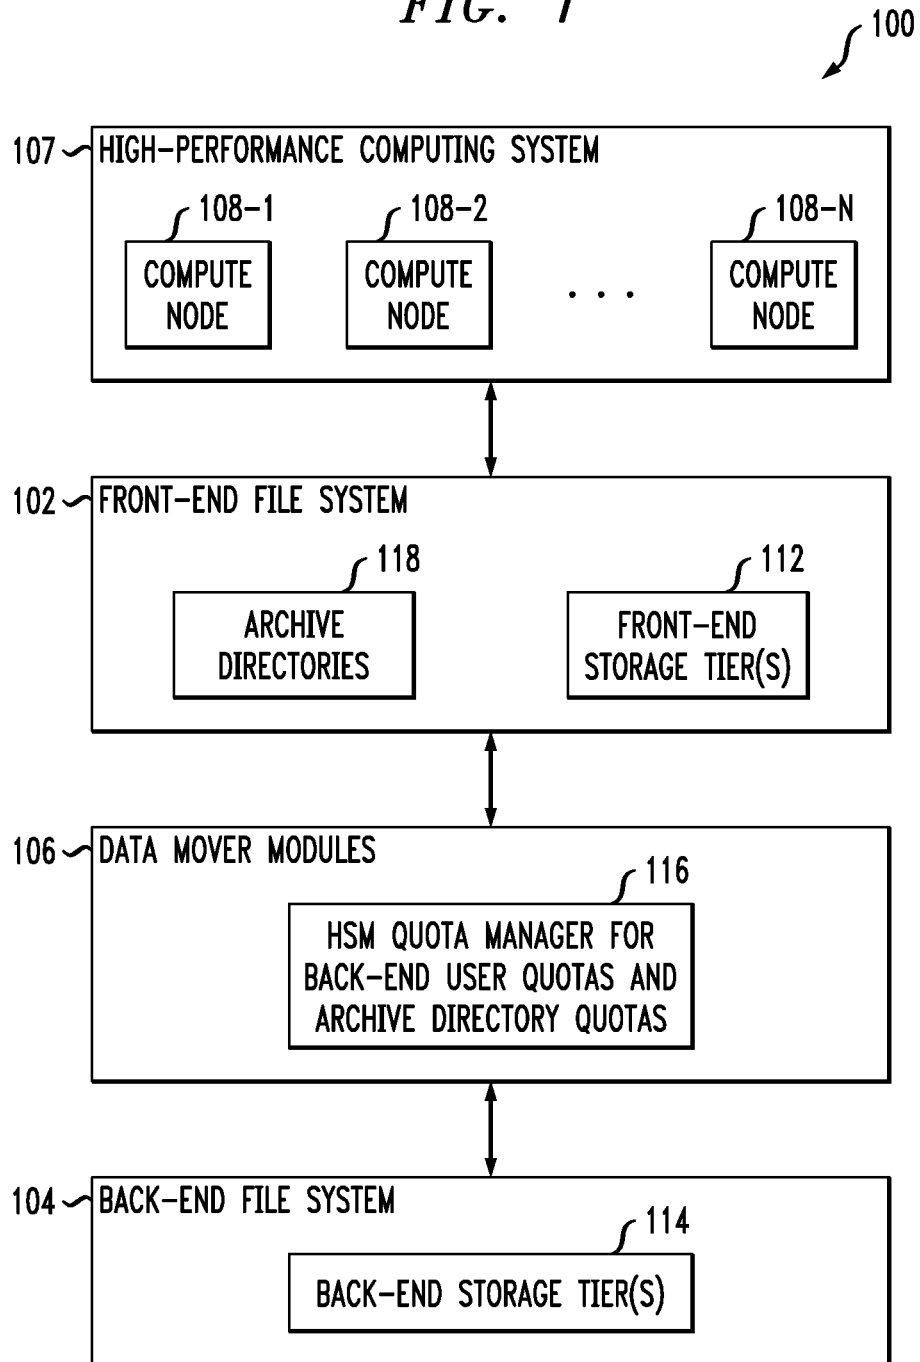 FIG. 1
100
107
HIGH-PERFORMANCE COMPUTING SYSTEM
108-1
108-2
108-N
COMPUTE
NODE
COMPUTE
NODE
. . .
COMPUTE
NODE
102
FRONT-END FILE SYSTEM
118
112
ARCHIVE
DIRECTORIES
FRONT-END
STORAGE TIER(S)
106
DATA MOVER MODULES
116
HSM QUOTA MANAGER FOR
BACK-END USER QUOTAS AND
ARCHIVE DIRECTORY QUOTAS
104
BACK-END FILE SYSTEM
114
BACK-END STORAGE TIER(S)